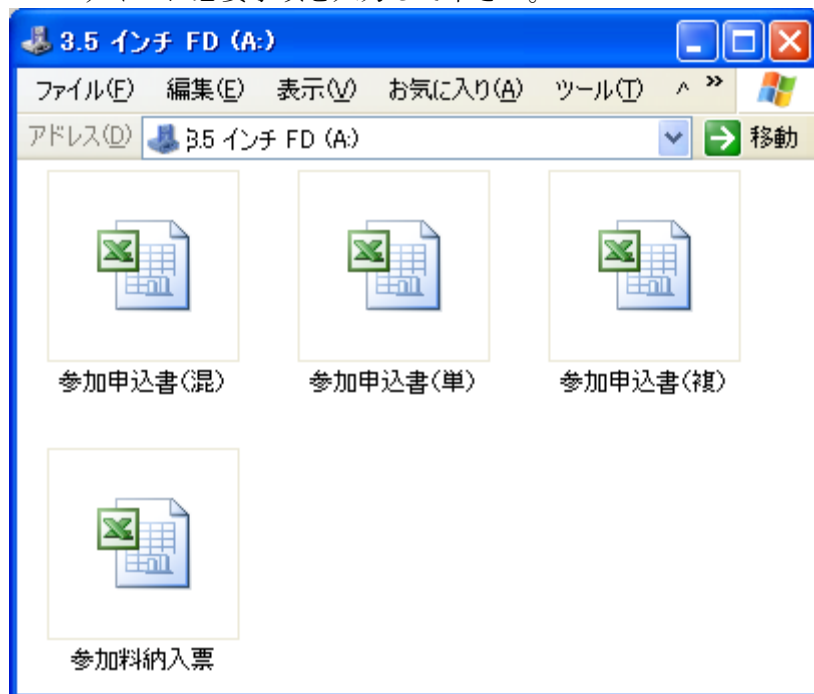 3.5 インチ FD (A:)
ファイル(F) 編集(E) 表示(V) お気に入り(A) ツール(T) »
アドレス(D) 3.5 インチ FD (A:) 移動
参加申込書(混) 参加申込書(単) 参加申込書(複)
参加料納入票